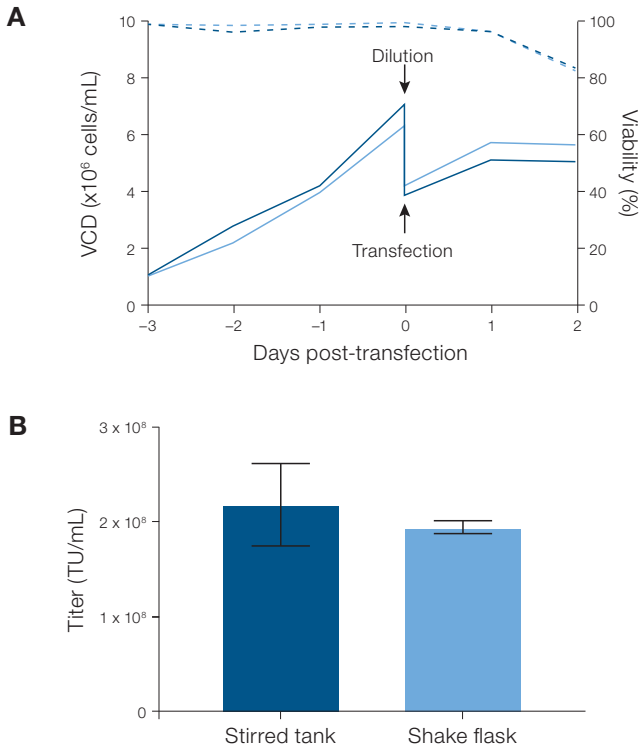 A
10
8
6
4
2
0
VCD (x10⁶ cells/mL)
100
80
60
40
20
0
Viability (%)
Dilution
Transfection
–3 –2 –1 0 1 2
Days post-transfection
B
3 x 10⁸
2 x 10⁸
1 x 10⁸
0
Titer (TU/mL)
Stirred tank Shake flask